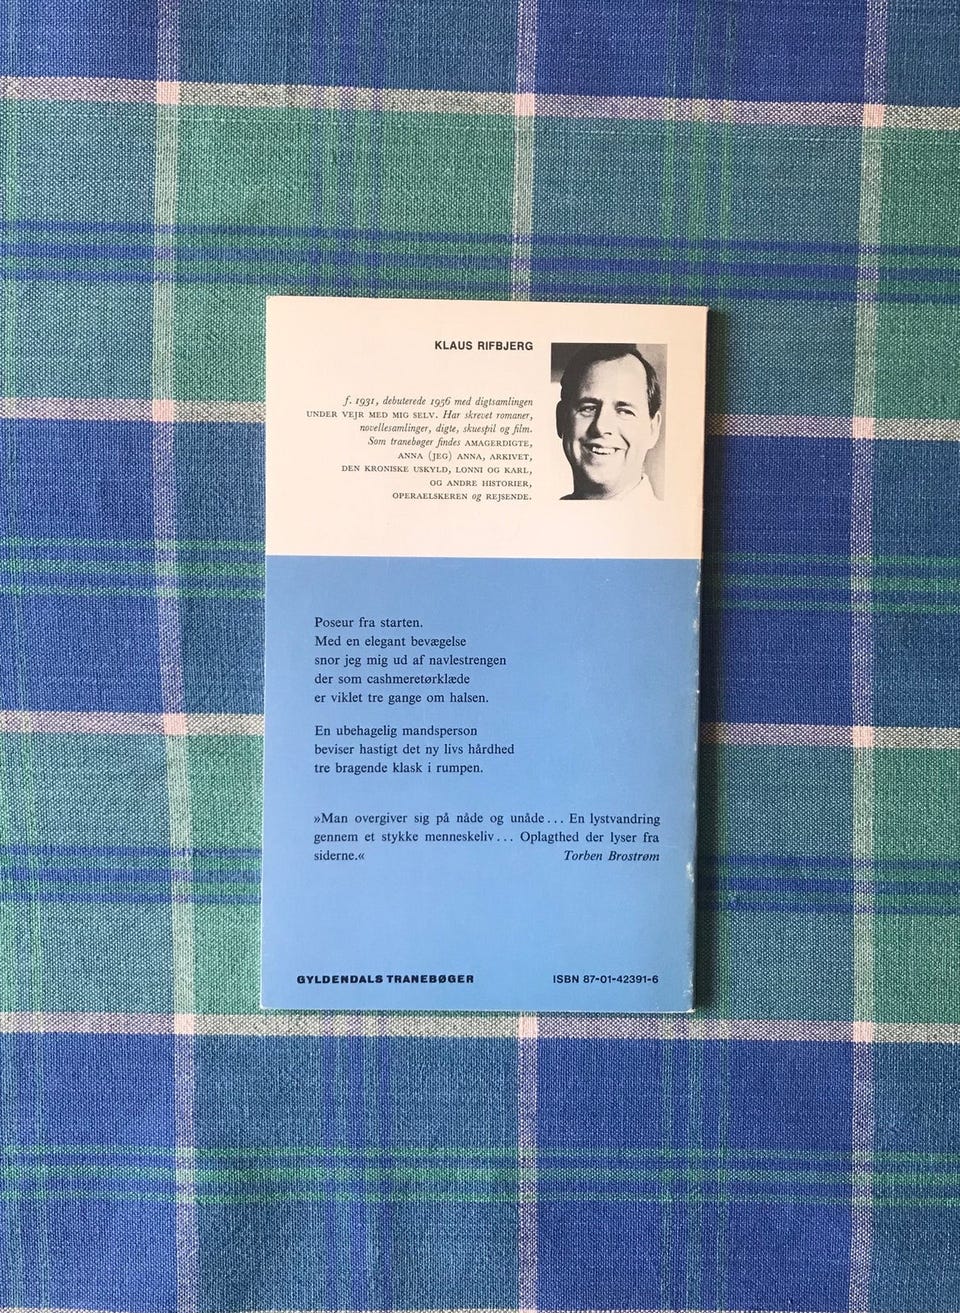 KLAUS RIFBJERG
f. 1931, debuterede 1956 med digtsamlingen
UNDER VEJR MED MIG SELV. Har skrevet romaner,
novellesamlinger, digte, skuespil og film.
Som tranebøger findes AMAGERDIGTE,
ANNA (JEG) ANNA, ARKIVET,
DEN KRONISKE USKYLD, LONNI OG KARL,
OG ANDRE HISTORIER,
OPERAELSKEREN og REJSENDE.
Poseur fra starten.
Med en elegant bevægelse
snor jeg mig ud af navlestrengen
der som cashmeretørklæde
er viklet tre gange om halsen.
En ubehagelig mandsperson
beviser hastigt det ny livs hårdhed
tre bragende klask i rumpen.
»Man overgiver sig på nåde og unåde... En lystvandring
gennem et stykke menneskeliv... Oplagthed der lyser fra
siderne.« Torben Brostrøm
GYLDENDALS TRANEBØGER ISBN 87-01-42391-6